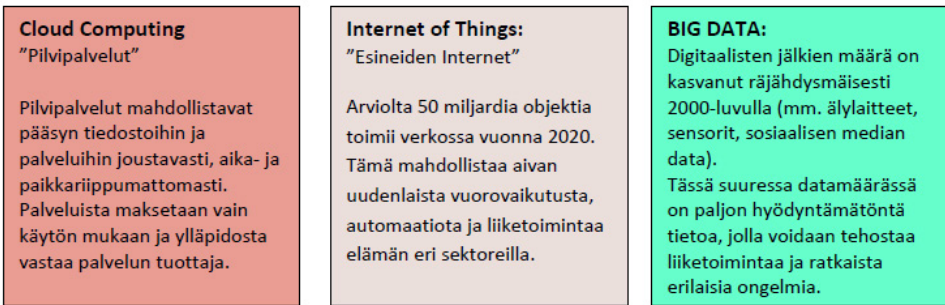 Cloud Computing
”Pilvipalvelut”
Pilvipalvelut mahdollistavat
pääsyn tiedostoihin ja
palveluihin joustavasti, aika- ja
paikkariippumattomasti.
Palveluista maksetaan vain
käytön mukaan ja ylläpidosta
vastaa palvelun tuottaja.
Internet of Things:
”Esineiden Internet”
Arviolta 50 miljardia objektia
toimii verkossa vuonna 2020.
Tämä mahdollistaa aivan
uudenlaista vuorovaikutusta,
automaatiota ja liiketoimintaa
elämän eri sektoreilla.
BIG DATA:
Digitaalisten jälkien määrä on
kasvanut räjähdysmäisesti
2000-luvulla (mm. älylaitteet,
sensorit, sosiaalisen median
data).
Tässä suuressa datamäärässä
on paljon hyödyntämätöntä
tietoa, jolla voidaan tehostaa
liiketoimintaa ja ratkaista
erilaisia ongelmia.